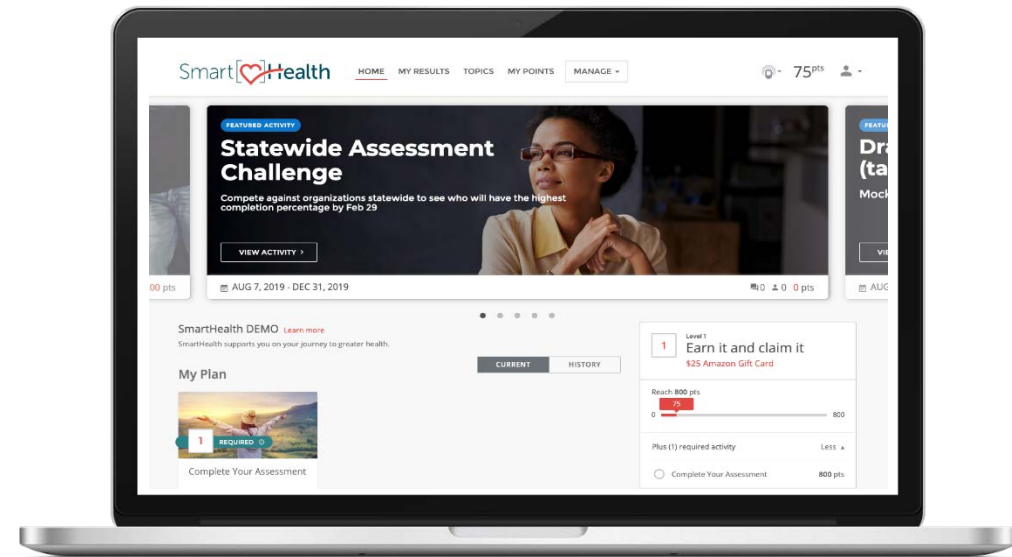 Smart[♡]Health HOME MY RESULTS TOPICS MY POINTS MANAGE 75pts
FEATURED ACTIVITY
Statewide Assessment
Challenge
Compete against organizations statewide to see who will have the highest
completion percentage by Feb 29
VIEW ACTIVITY >
AUG 7, 2019 - DEC 31, 2019 0 0 0 pts
00 pts
Dra
(ta
Mock
AUG
SmartHealth DEMO Learn more
SmartHealth supports you on your journey to greater health.
My Plan
CURRENT HISTORY
1 REQUIRED
Complete Your Assessment
1
Level 1
Earn it and claim it
$25 Amazon Gift Card
Reach 800 pts
75
0 800
Plus (1) required activity Less
Complete Your Assessment 800 pts